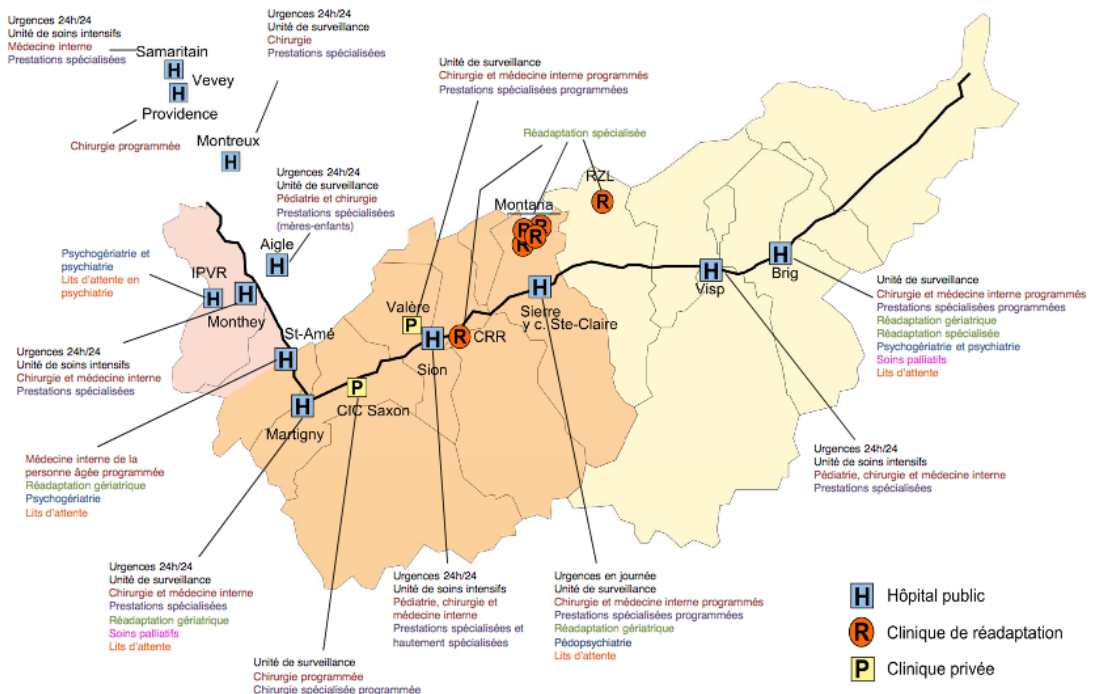 Urgences 24h/24
Unité de soins intensifs
Médecine interne
Prestations spécialisées
Samaritain
H
Vevey
H
Providence
Chirurgie programmée
Urgences 24h/24
Unité de surveillance
Chirurgie
Prestations spécialisées
Montreux
H
Urgences 24h/24
Unité de surveillance
Pédiatrie et chirurgie
Prestations spécialisées
(mères-enfants)
Aigle
H
Unité de surveillance
Chirurgie et médecine interne programmés
Prestations spécialisées programmées
Réadaptation spécialisée
RZL
R
Montana
R
R
R
R
Psychogériatrie et
psychiatrie
Lits d'attente en
psychiatrie
IPVR
H
H
Monthey
Urgences 24h/24
Unité de soins intensifs
Chirurgie et médecine interne
Prestations spécialisées
St-Amé
H
Médecine interne de la
personne âgée programmée
Réadaptation gériatrique
Psychogériatrie
Lits d'attente
H
Martigny
Valère
P
H
Sion
R
CRR
P
CIC Saxon
H
Sierre
y c. Ste-Claire
H
Visp
H
Brig
Unité de surveillance
Chirurgie et médecine interne programmés
Prestations spécialisées programmées
Réadaptation gériatrique
Réadaptation spécialisée
Psychogériatrie et psychiatrie
Soins palliatifs
Lits d'attente
Urgences 24h/24
Unité de soins intensifs
Pédiatrie, chirurgie et médecine interne
Prestations spécialisées
Urgences 24h/24
Unité de surveillance
Chirurgie et médecine interne
Prestations spécialisées
Réadaptation gériatrique
Soins palliatifs
Lits d'attente
Unité de surveillance
Chirurgie programmée
Chirurgie spécialisée programmée
Urgences 24h/24
Unité de soins intensifs
Pédiatrie, chirurgie et
médecine interne
Prestations spécialisées et
hautement spécialisées
Urgences en journée
Unité de surveillance
Chirurgie et médecine interne programmés
Prestations spécialisées programmées
Réadaptation gériatrique
Pédopsychiatrie
Lits d'attente
H Hôpital public
R Clinique de réadaptation
P Clinique privée